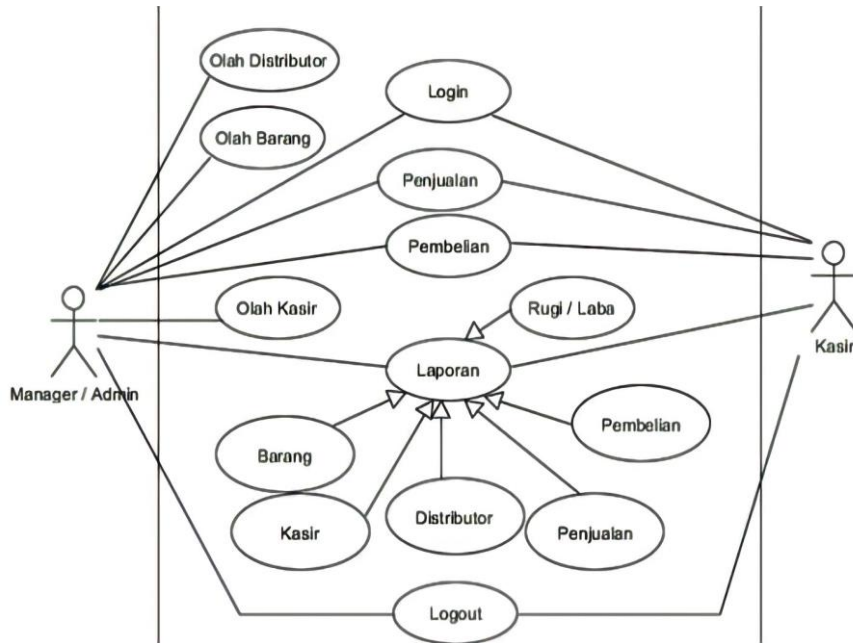 Olah Distributor
Login
Olah Barang
Penjualan
Pembelian
Olah Kasir
Rugi / Laba
Kasir
Manager / Admin
Laporan
Pembelian
Barang
Distributor
Kasir
Penjualan
Logout